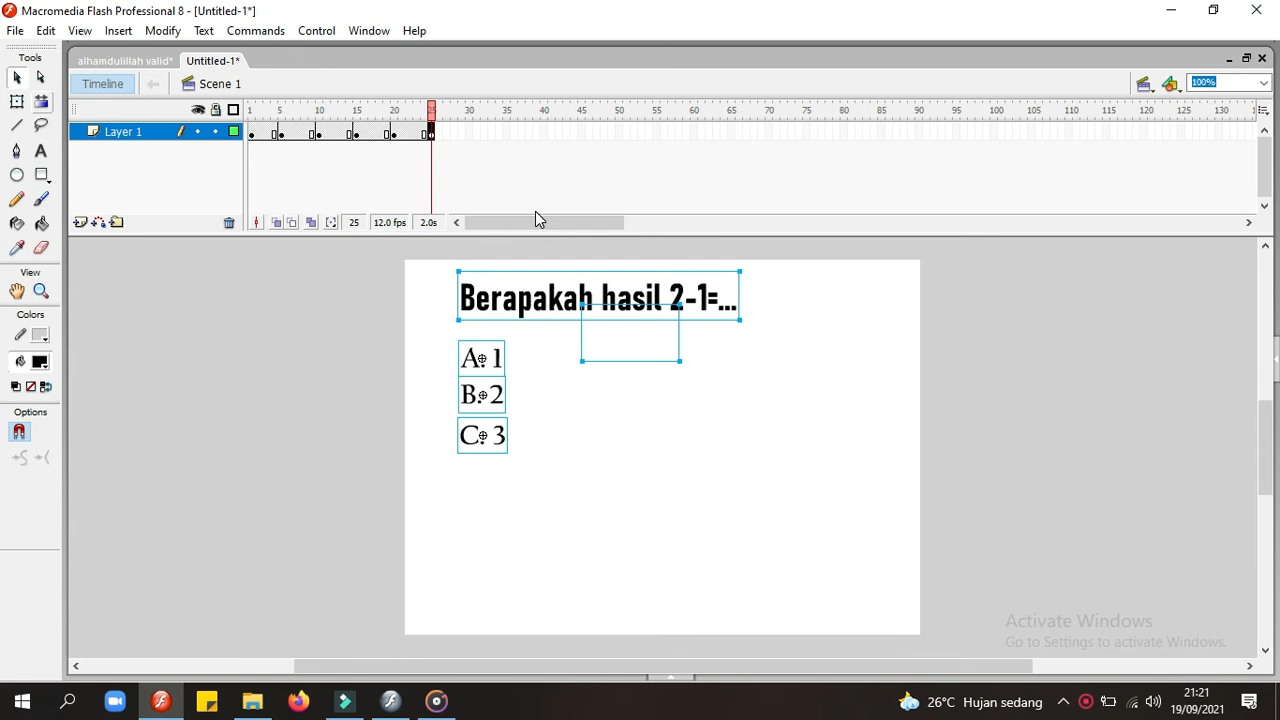 Macromedia Flash Professional 8 - [Untitled-1*]
File Edit View Insert Modify Text Commands Control Window Help
Tools
alhamdulillah valid* Untitled-1*
Timeline Scene 1 100%
1 5 10 15 20 30 35 40 45 50 55 60 65 70 75 80 85 90 95 100 105 110 115 120 125 130
Layer 1
25 12.0 fps 2.0s
View
Colors
Options
Berapakah hasil 2-1=...
A. 1
B. 2
C. 3
Activate Windows
Go to Settings to activate Windows.
26°C Hujan sedang
21:21
19/09/2021